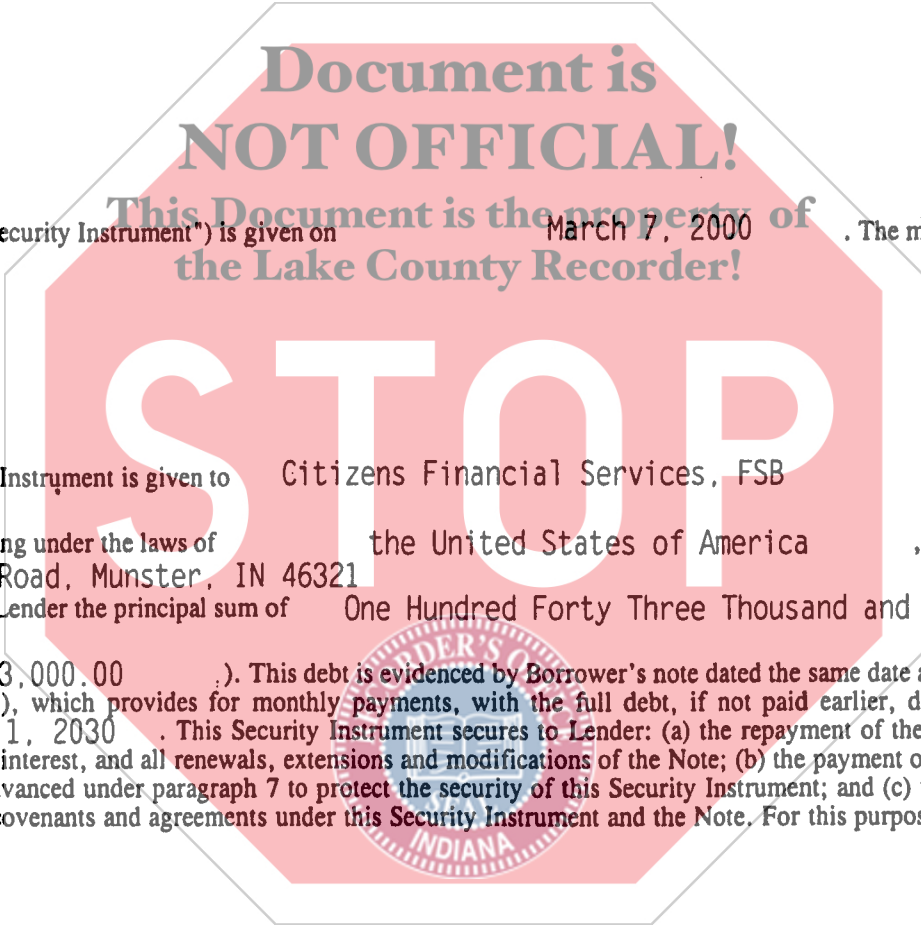 Document is
NOT OFFICIAL!
This Document is the property of
the Lake County Recorder!
ecurity Instrument") is given on March 7, 2000 . The m
STOP
Instrument is given to Citizens Financial Services, FSB
ng under the laws of the United States of America ,
Road, Munster, IN 46321
Lender the principal sum of One Hundred Forty Three Thousand and
3,000.00 ). This debt is evidenced by Borrower's note dated the same date a
), which provides for monthly payments, with the full debt, if not paid earlier, d
1, 2030 . This Security Instrument secures to Lender: (a) the repayment of the
interest, and all renewals, extensions and modifications of the Note; (b) the payment o
vanced under paragraph 7 to protect the security of this Security Instrument; and (c)
ovenants and agreements under this Security Instrument and the Note. For this purpos
RECORDER'S OFFICE
SEAL
INDIANA